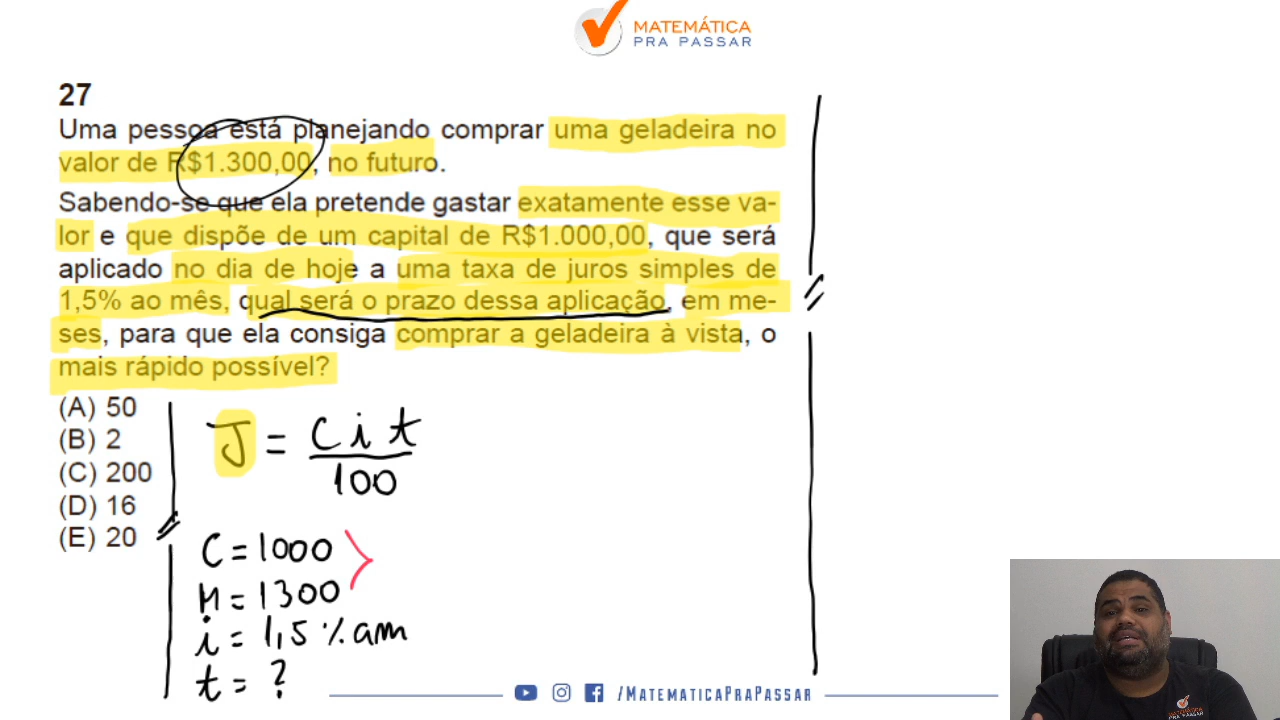 MATEMÁTICA
PRA PASSAR
27
Uma pessoa está planejando comprar uma geladeira no
valor de R$1.300,00, no futuro.
Sabendo-se que ela pretende gastar exatamente esse va-
lor e que dispõe de um capital de R$1.000,00, que será
aplicado no dia de hoje a uma taxa de juros simples de
1,5% ao mês, qual será o prazo dessa aplicação, em me-
ses, para que ela consiga comprar a geladeira à vista, o
mais rápido possível?
(A) 50
(B) 2
(C) 200
(D) 16
(E) 20
J = C i t
100
C = 1000
M = 1300
i = 1,5 % am
t = ?
/MATEMATICAPRAPASSAR
MATEMÁTICA
PRA PASSAR